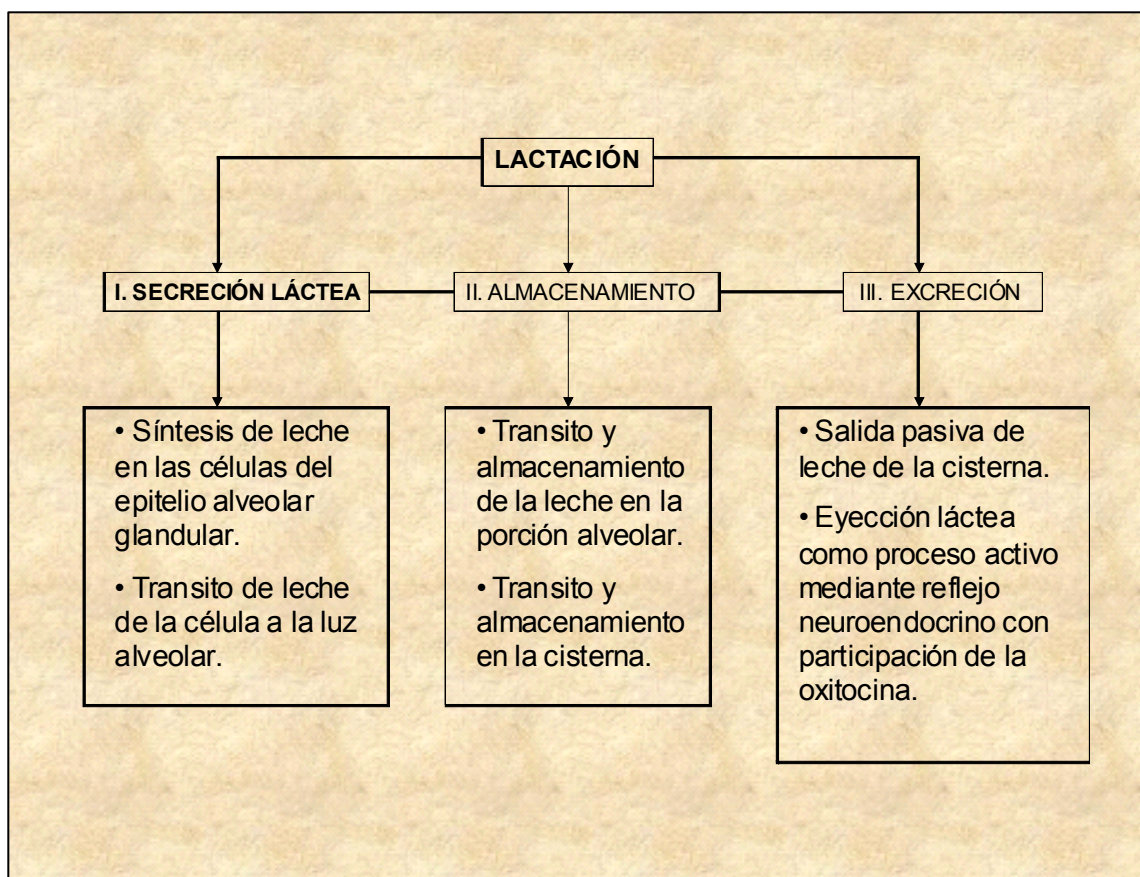 LACTACIÓN
I. SECRECIÓN LÁCTEA
II. ALMACENAMIENTO
III. EXCRECIÓN
• Síntesis de leche
en las células del
epitelio alveolar
glandular.
• Transito de leche
de la célula a la luz
alveolar.
• Transito y
almacenamiento
de la leche en la
porción alveolar.
• Transito y
almacenamiento
en la cisterna.
• Salida pasiva de
leche de la cisterna.
• Eyección láctea
como proceso activo
mediante reflejo
neuroendocrino con
participación de la
oxitocina.